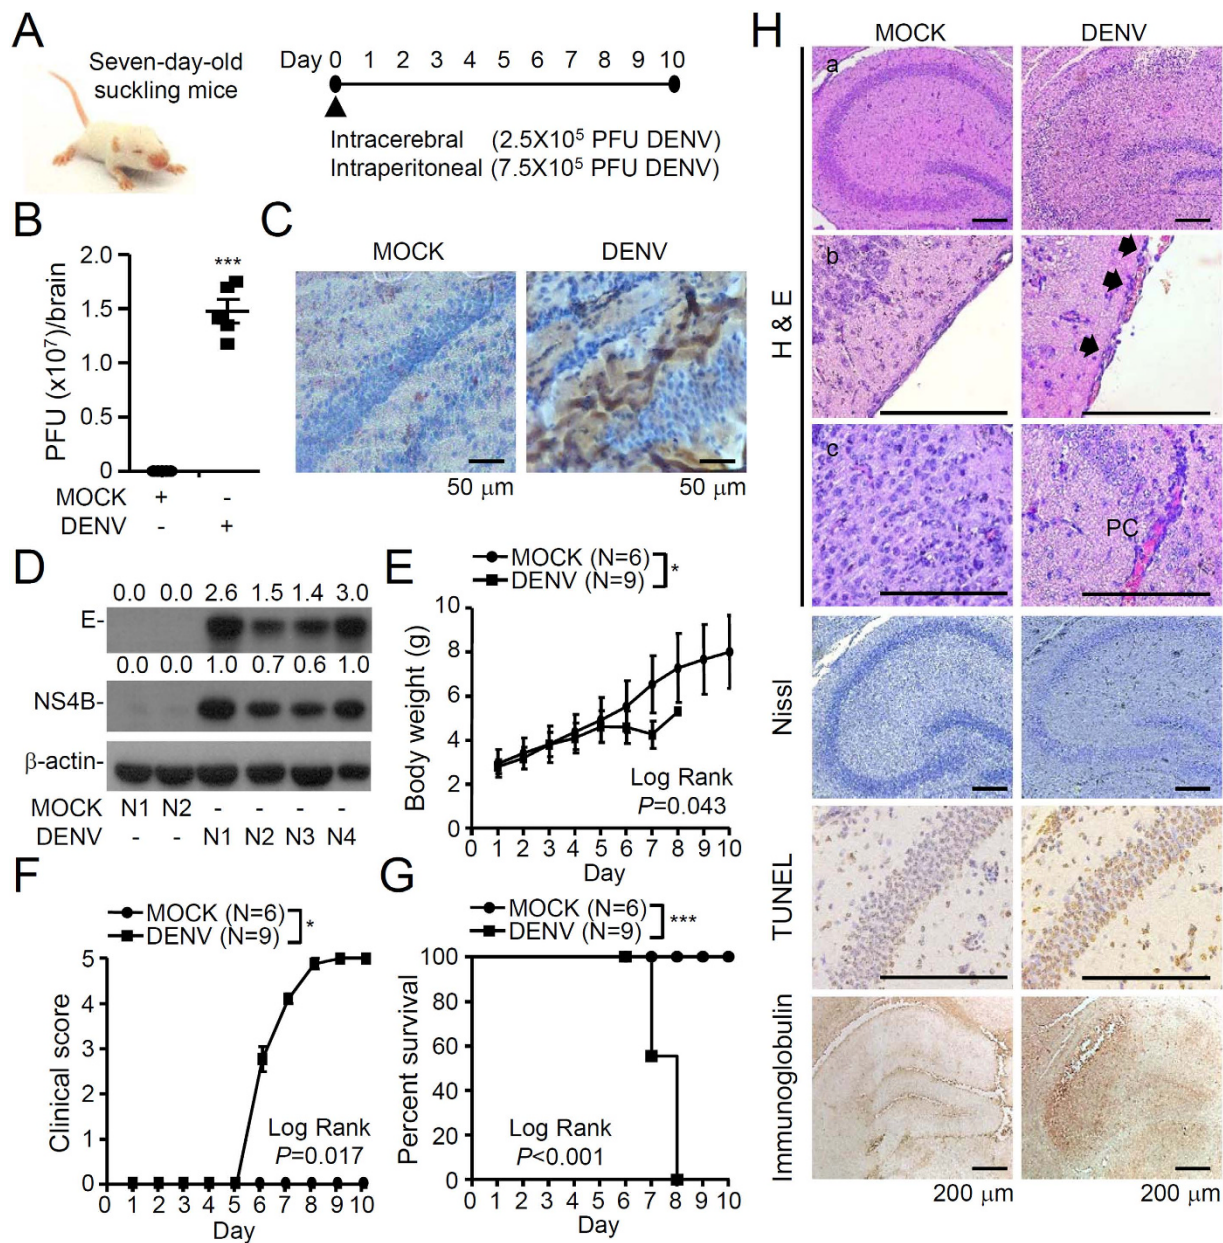 A
Seven-day-old
suckling mice
Day 0 1 2 3 4 5 6 7 8 9 10
Intracerebral (2.5X10⁵ PFU DENV)
Intraperitoneal (7.5X10⁵ PFU DENV)
B
PFU (x10⁷)/brain
2.0
1.5
1.0
0.5
0
***
MOCK + -
DENV - +
C
MOCK DENV
50 μm 50 μm
D
0.0 0.0 2.6 1.5 1.4 3.0
E-
0.0 0.0 1.0 0.7 0.6 1.0
NS4B-
β-actin-
MOCK N1 N2 - - - -
DENV - - N1 N2 N3 N4
E
MOCK (N=6)
DENV (N=9)
*
Body weight (g)
10
8
6
4
2
0
Log Rank
P=0.043
1 2 3 4 5 6 7 8 9 10
Day
F
MOCK (N=6)
DENV (N=9)
*
Clinical score
5
4
3
2
1
0
Log Rank
P=0.017
0 1 2 3 4 5 6 7 8 9 10
Day
G
MOCK (N=6)
DENV (N=9)
***
Percent survival
100
80
60
40
20
0
Log Rank
P<0.001
0 1 2 3 4 5 6 7 8 9 10
Day
H
MOCK DENV
H & E
a
b
c
PC
Nissl
TUNEL
Immunoglobulin
200 μm 200 μm